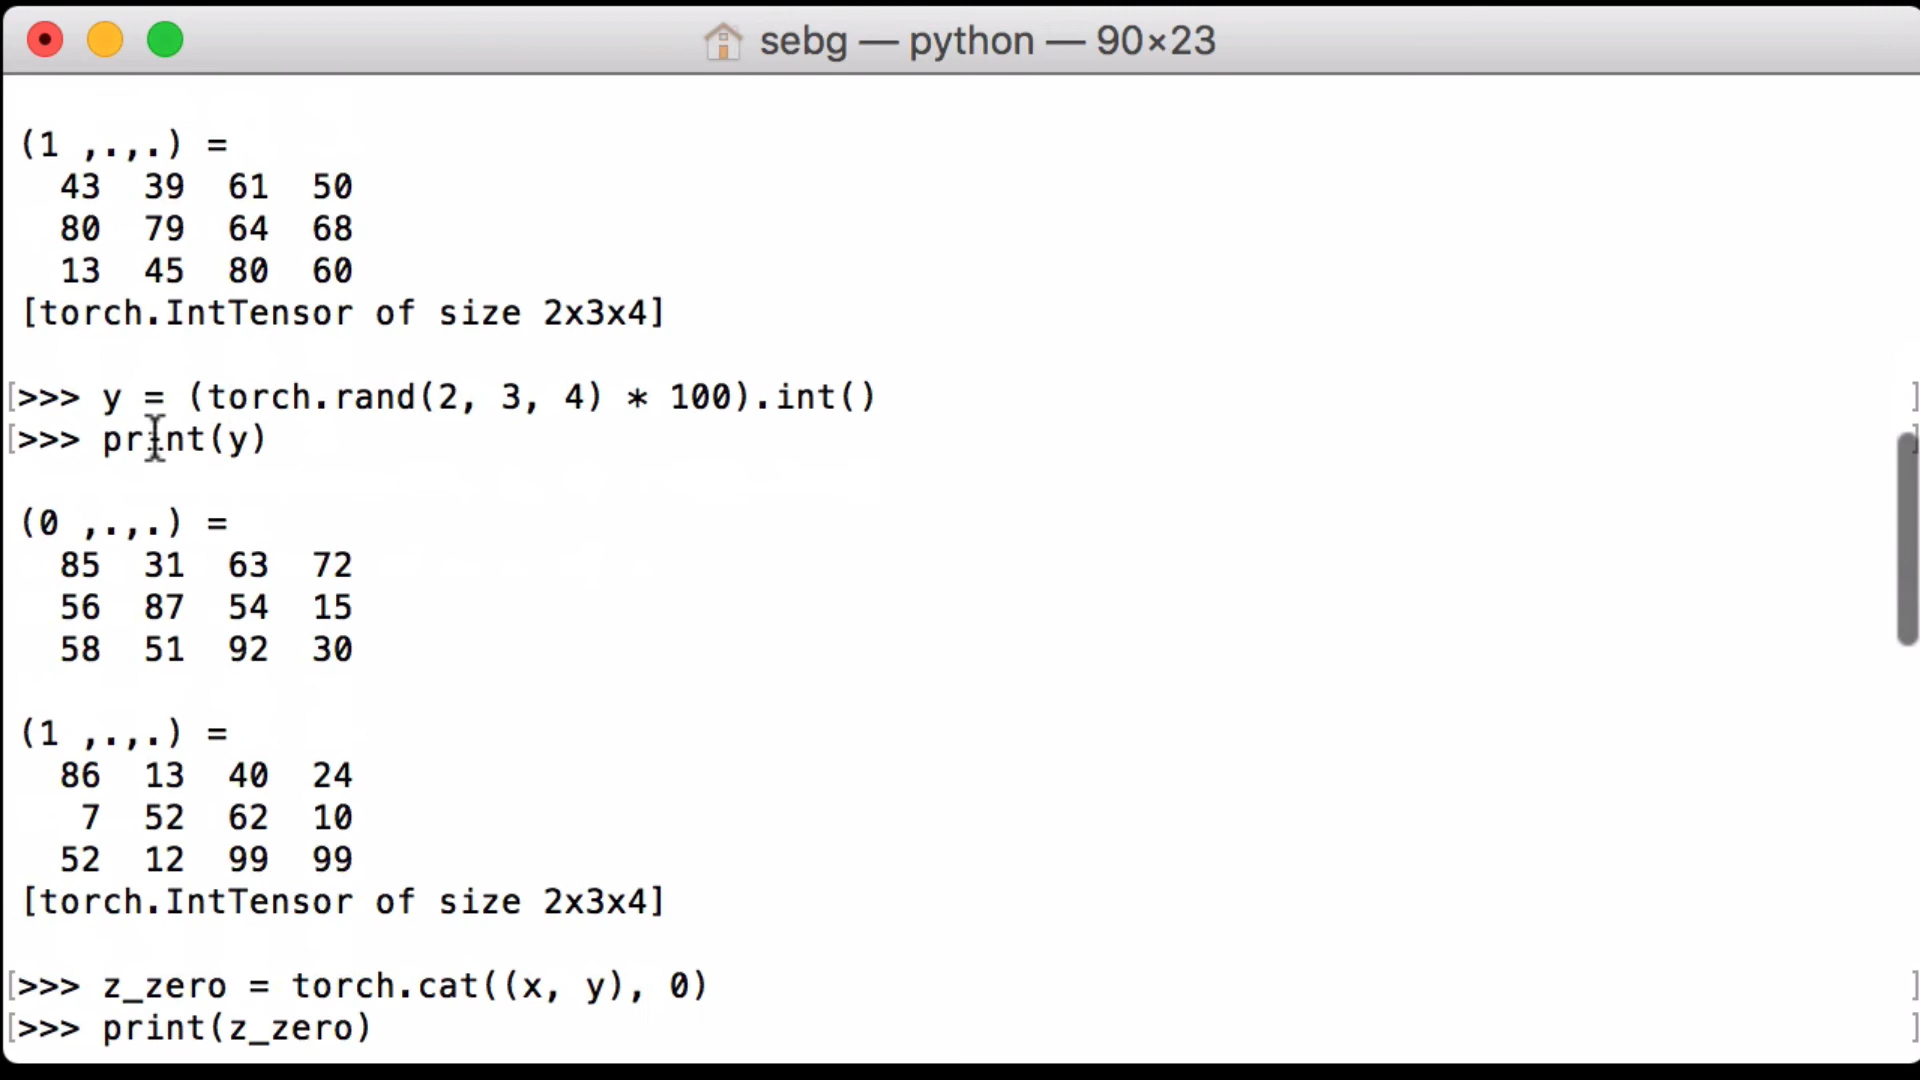 sebg — python — 90×23
(1 ,.,.) =
43 39 61 50
80 79 64 68
13 45 80 60
[torch.IntTensor of size 2x3x4]
[>>> y = (torch.rand(2, 3, 4) * 100).int() ]
[>>> print(y) ]
(0 ,.,.) =
85 31 63 72
56 87 54 15
58 51 92 30
(1 ,.,.) =
86 13 40 24
7 52 62 10
52 12 99 99
[torch.IntTensor of size 2x3x4]
[>>> z_zero = torch.cat((x, y), 0) ]
[>>> print(z_zero) ]